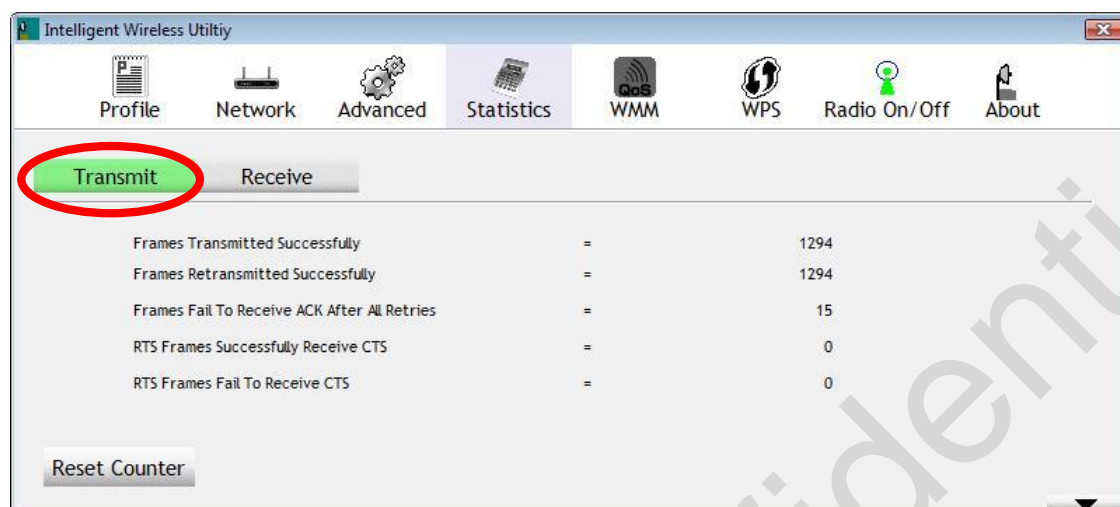 Intelligent Wireless Utiltiy
Profile Network Advanced Statistics QoS WMM WPS Radio On/Off About
Transmit Receive
Frames Transmitted Successfully = 1294
Frames Retransmitted Successfully = 1294
Frames Fail To Receive ACK After All Retries = 15
RTS Frames Successfully Receive CTS = 0
RTS Frames Fail To Receive CTS = 0
Reset Counter